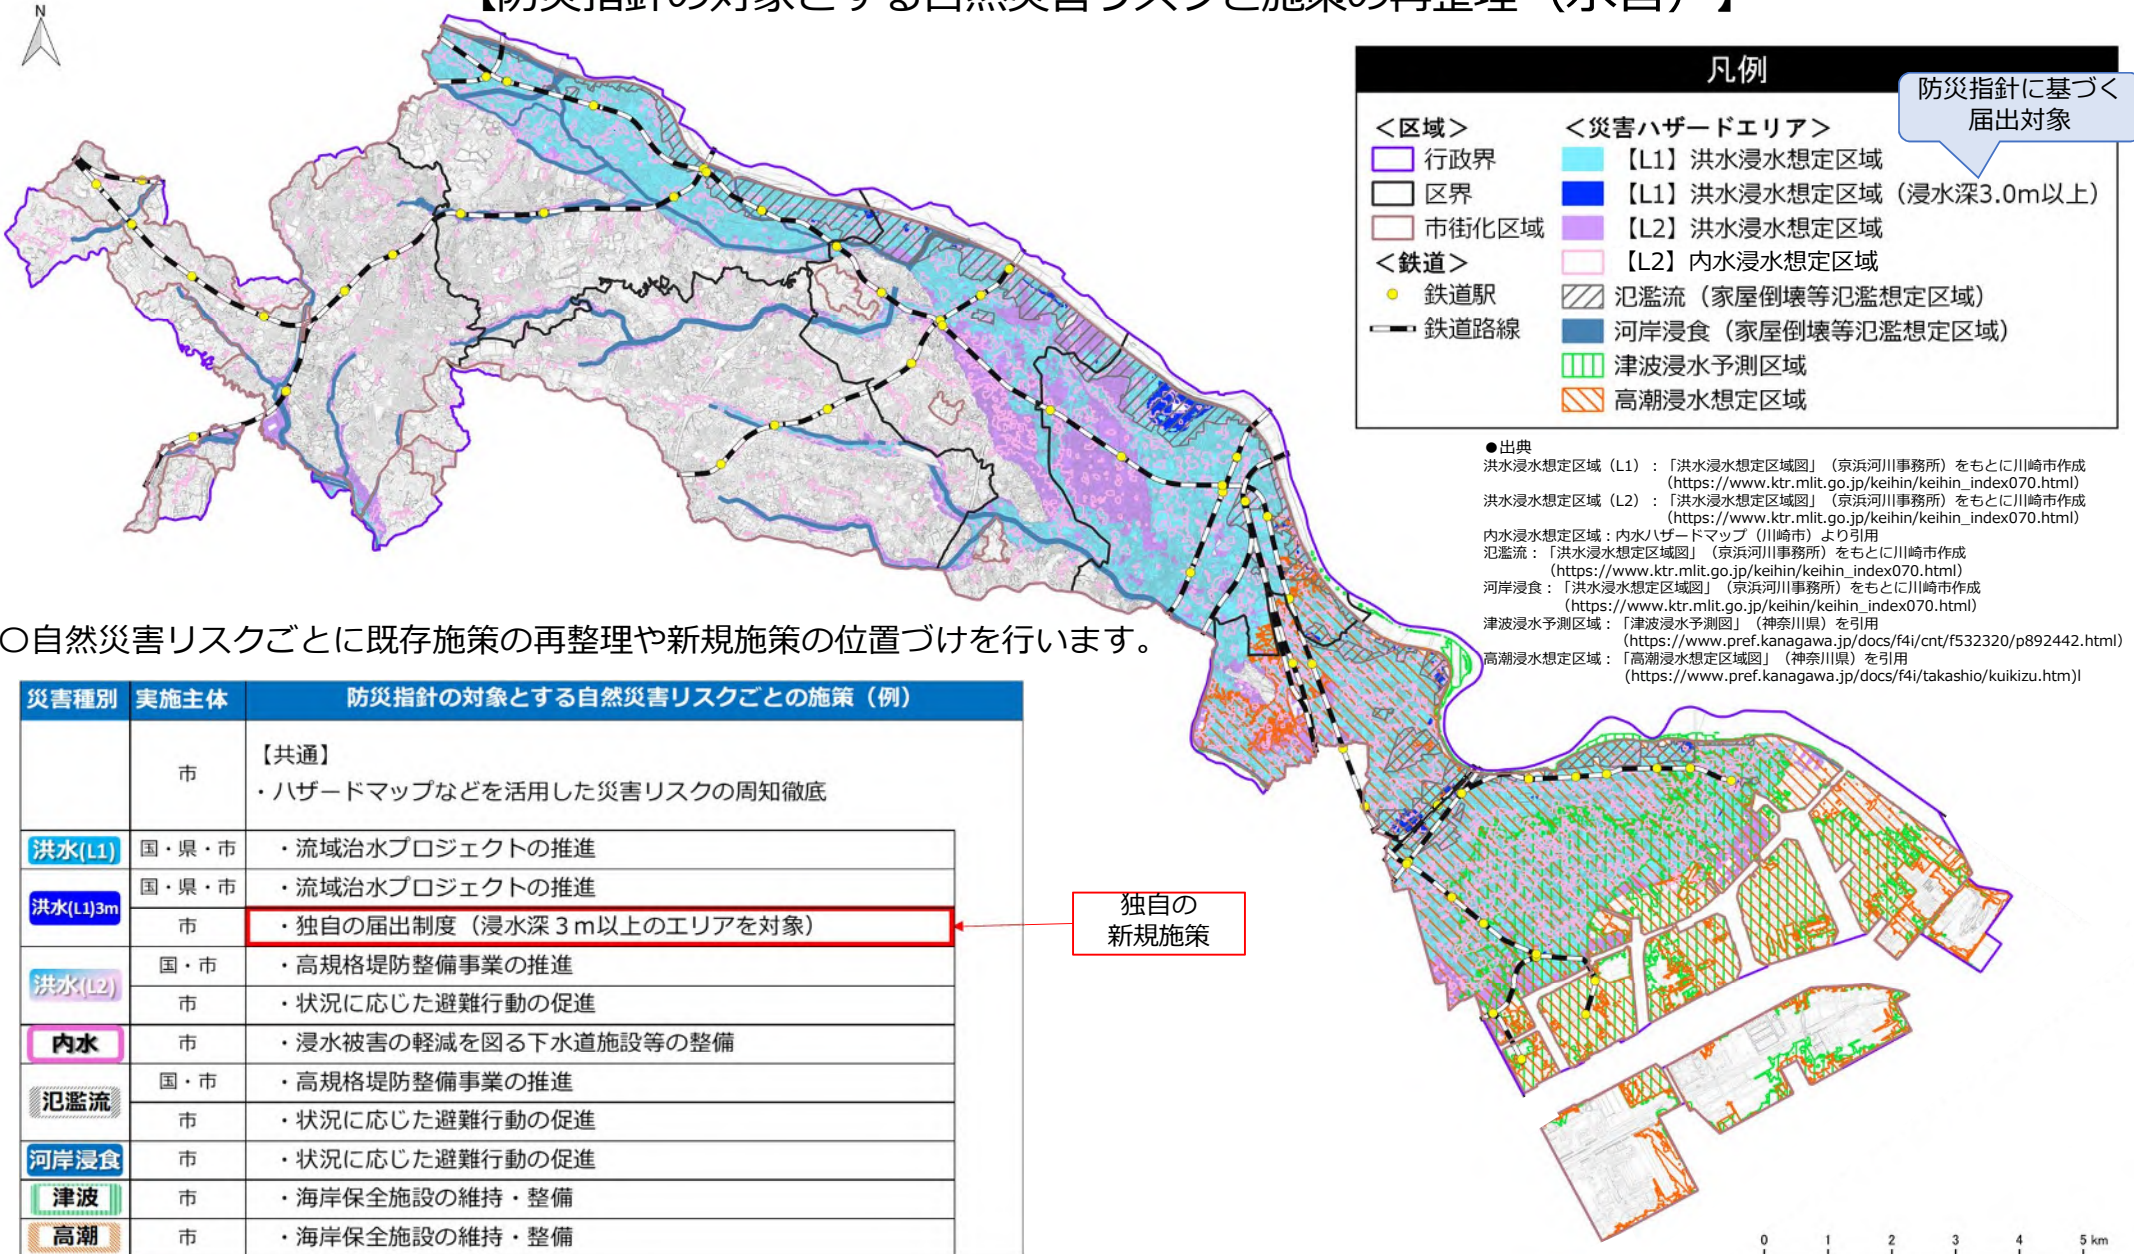 【防災指針の対象とする自然災害リスクと施策の再整理（水害）】
N
凡例
防災指針に基づく
届出対象
＜区域＞
行政界
区界
市街化区域
＜鉄道＞
鉄道駅
鉄道路線
＜災害ハザードエリア＞
【L1】洪水浸水想定区域
【L1】洪水浸水想定区域（浸水深3.0m以上）
【L2】洪水浸水想定区域
【L2】内水浸水想定区域
氾濫流（家屋倒壊等氾濫想定区域）
河岸浸食（家屋倒壊等氾濫想定区域）
津波浸水予測区域
高潮浸水想定区域
●出典
洪水浸水想定区域（L1）：「洪水浸水想定区域図」（京浜河川事務所）をもとに川崎市作成
（https://www.ktr.mlit.go.jp/keihin/keihin_index070.html）
洪水浸水想定区域（L2）：「洪水浸水想定区域図」（京浜河川事務所）をもとに川崎市作成
（https://www.ktr.mlit.go.jp/keihin/keihin_index070.html）
内水浸水想定区域：内水ハザードマップ（川崎市）より引用
氾濫流：「洪水浸水想定区域図」（京浜河川事務所）をもとに川崎市作成
（https://www.ktr.mlit.go.jp/keihin/keihin_index070.html）
河岸浸食：「洪水浸水想定区域図」（京浜河川事務所）をもとに川崎市作成
（https://www.ktr.mlit.go.jp/keihin/keihin_index070.html）
津波浸水予測区域：「津波浸水予測図」（神奈川県）を引用
（https://www.pref.kanagawa.jp/docs/f4i/cnt/f532320/p892442.html）
高潮浸水想定区域：「高潮浸水想定区域図」（神奈川県）を引用
(https://www.pref.kanagawa.jp/docs/f4i/takashio/kuikizu.htm)l
〇自然災害リスクごとに既存施策の再整理や新規施策の位置づけを行います。
災害種別 実施主体 防災指針の対象とする自然災害リスクごとの施策（例）
市 【共通】
・ハザードマップなどを活用した災害リスクの周知徹底
洪水(L1) 国・県・市 ・流域治水プロジェクトの推進
洪水(L1)3m 国・県・市 ・流域治水プロジェクトの推進
市 ・独自の届出制度（浸水深３ｍ以上のエリアを対象）
洪水(L2) 国・市 ・高規格堤防整備事業の推進
市 ・状況に応じた避難行動の促進
内水 市 ・浸水被害の軽減を図る下水道施設等の整備
氾濫流 国・市 ・高規格堤防整備事業の推進
市 ・状況に応じた避難行動の促進
河岸浸食 市 ・状況に応じた避難行動の促進
津波 市 ・海岸保全施設の維持・整備
高潮 市 ・海岸保全施設の維持・整備
独自の
新規施策
0 1 2 3 4 5 km